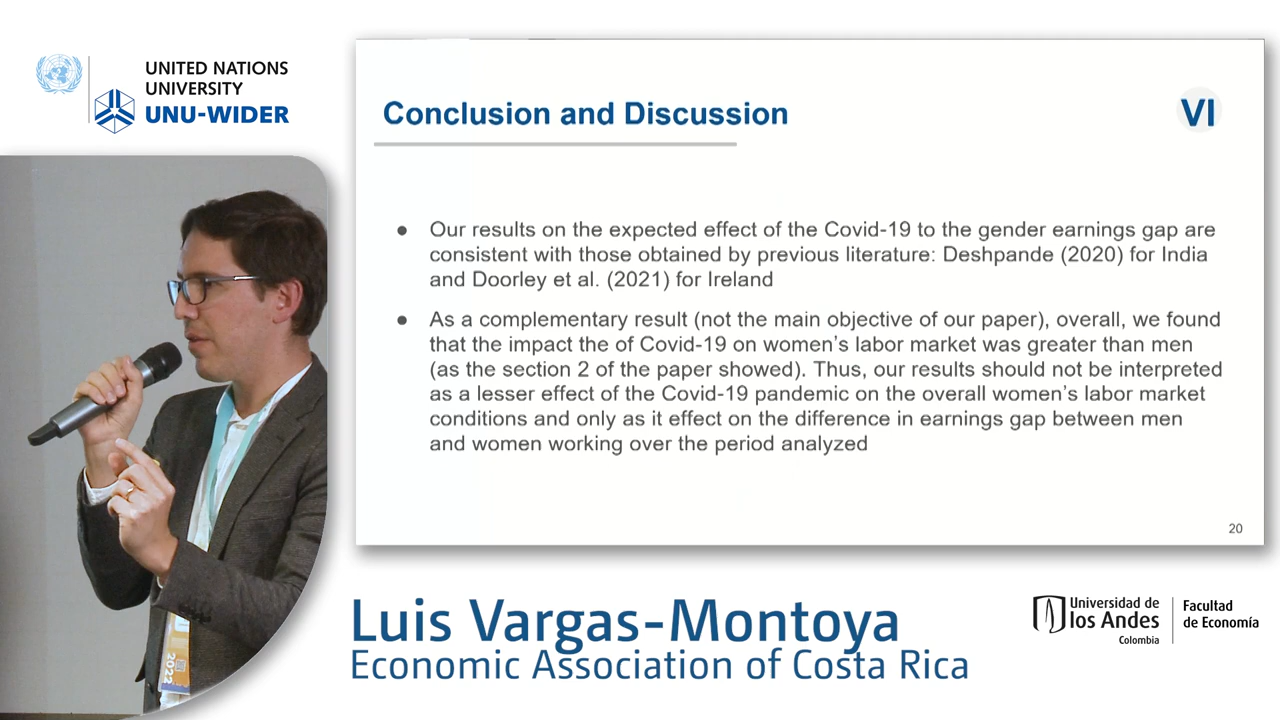 UNITED NATIONS
UNIVERSITY
UNU-WIDER
Conclusion and Discussion
VI
● Our results on the expected effect of the Covid-19 to the gender earnings gap are
consistent with those obtained by previous literature: Deshpande (2020) for India
and Doorley et al. (2021) for Ireland
● As a complementary result (not the main objective of our paper), overall, we found
that the impact the of Covid-19 on women's labor market was greater than men
(as the section 2 of the paper showed). Thus, our results should not be interpreted
as a lesser effect of the Covid-19 pandemic on the overall women's labor market
conditions and only as it effect on the difference in earnings gap between men
and women working over the period analyzed
20
Luis Vargas-Montoya
Economic Association of Costa Rica
Universidad de
los Andes
Colombia
Facultad
de Economía